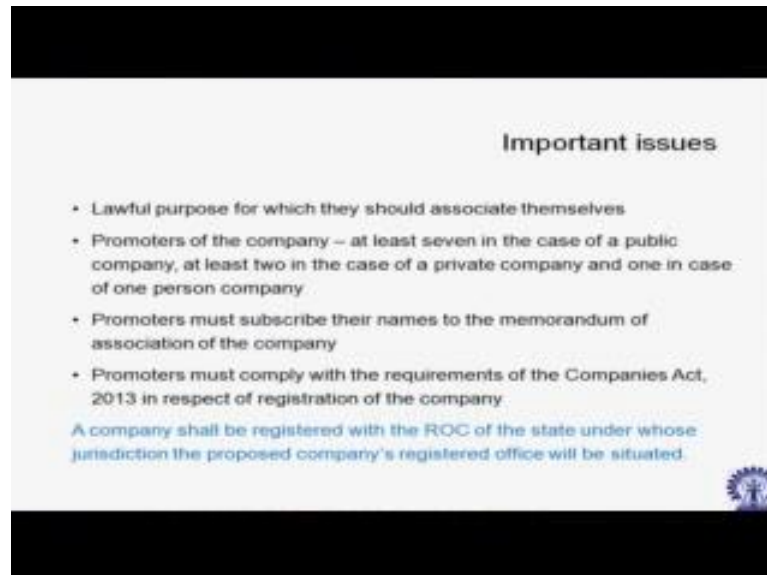 Important issues
• Lawful purpose for which they should associate themselves
• Promoters of the company – at least seven in the case of a public
company, at least two in the case of a private company and one in case
of one person company
• Promoters must subscribe their names to the memorandum of
association of the company
• Promoters must comply with the requirements of the Companies Act,
2013 in respect of registration of the company
A company shall be registered with the ROC of the state under whose
jurisdiction the proposed company's registered office will be situated.